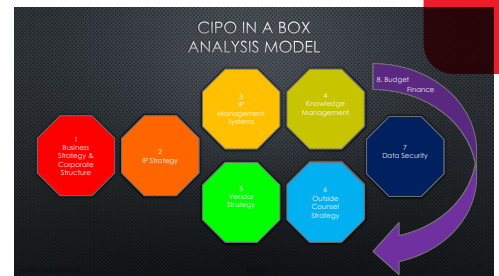 CIPO IN A BOX
ANALYSIS MODEL
1
Business
Strategy &
Corporate
Structure
2
IP Strategy
3
IP
Management
Systems
4
Knowledge
Management
5
Vendor
Strategy
6
Outside
Counsel
Strategy
7
Data Security
8. Budget
Finance